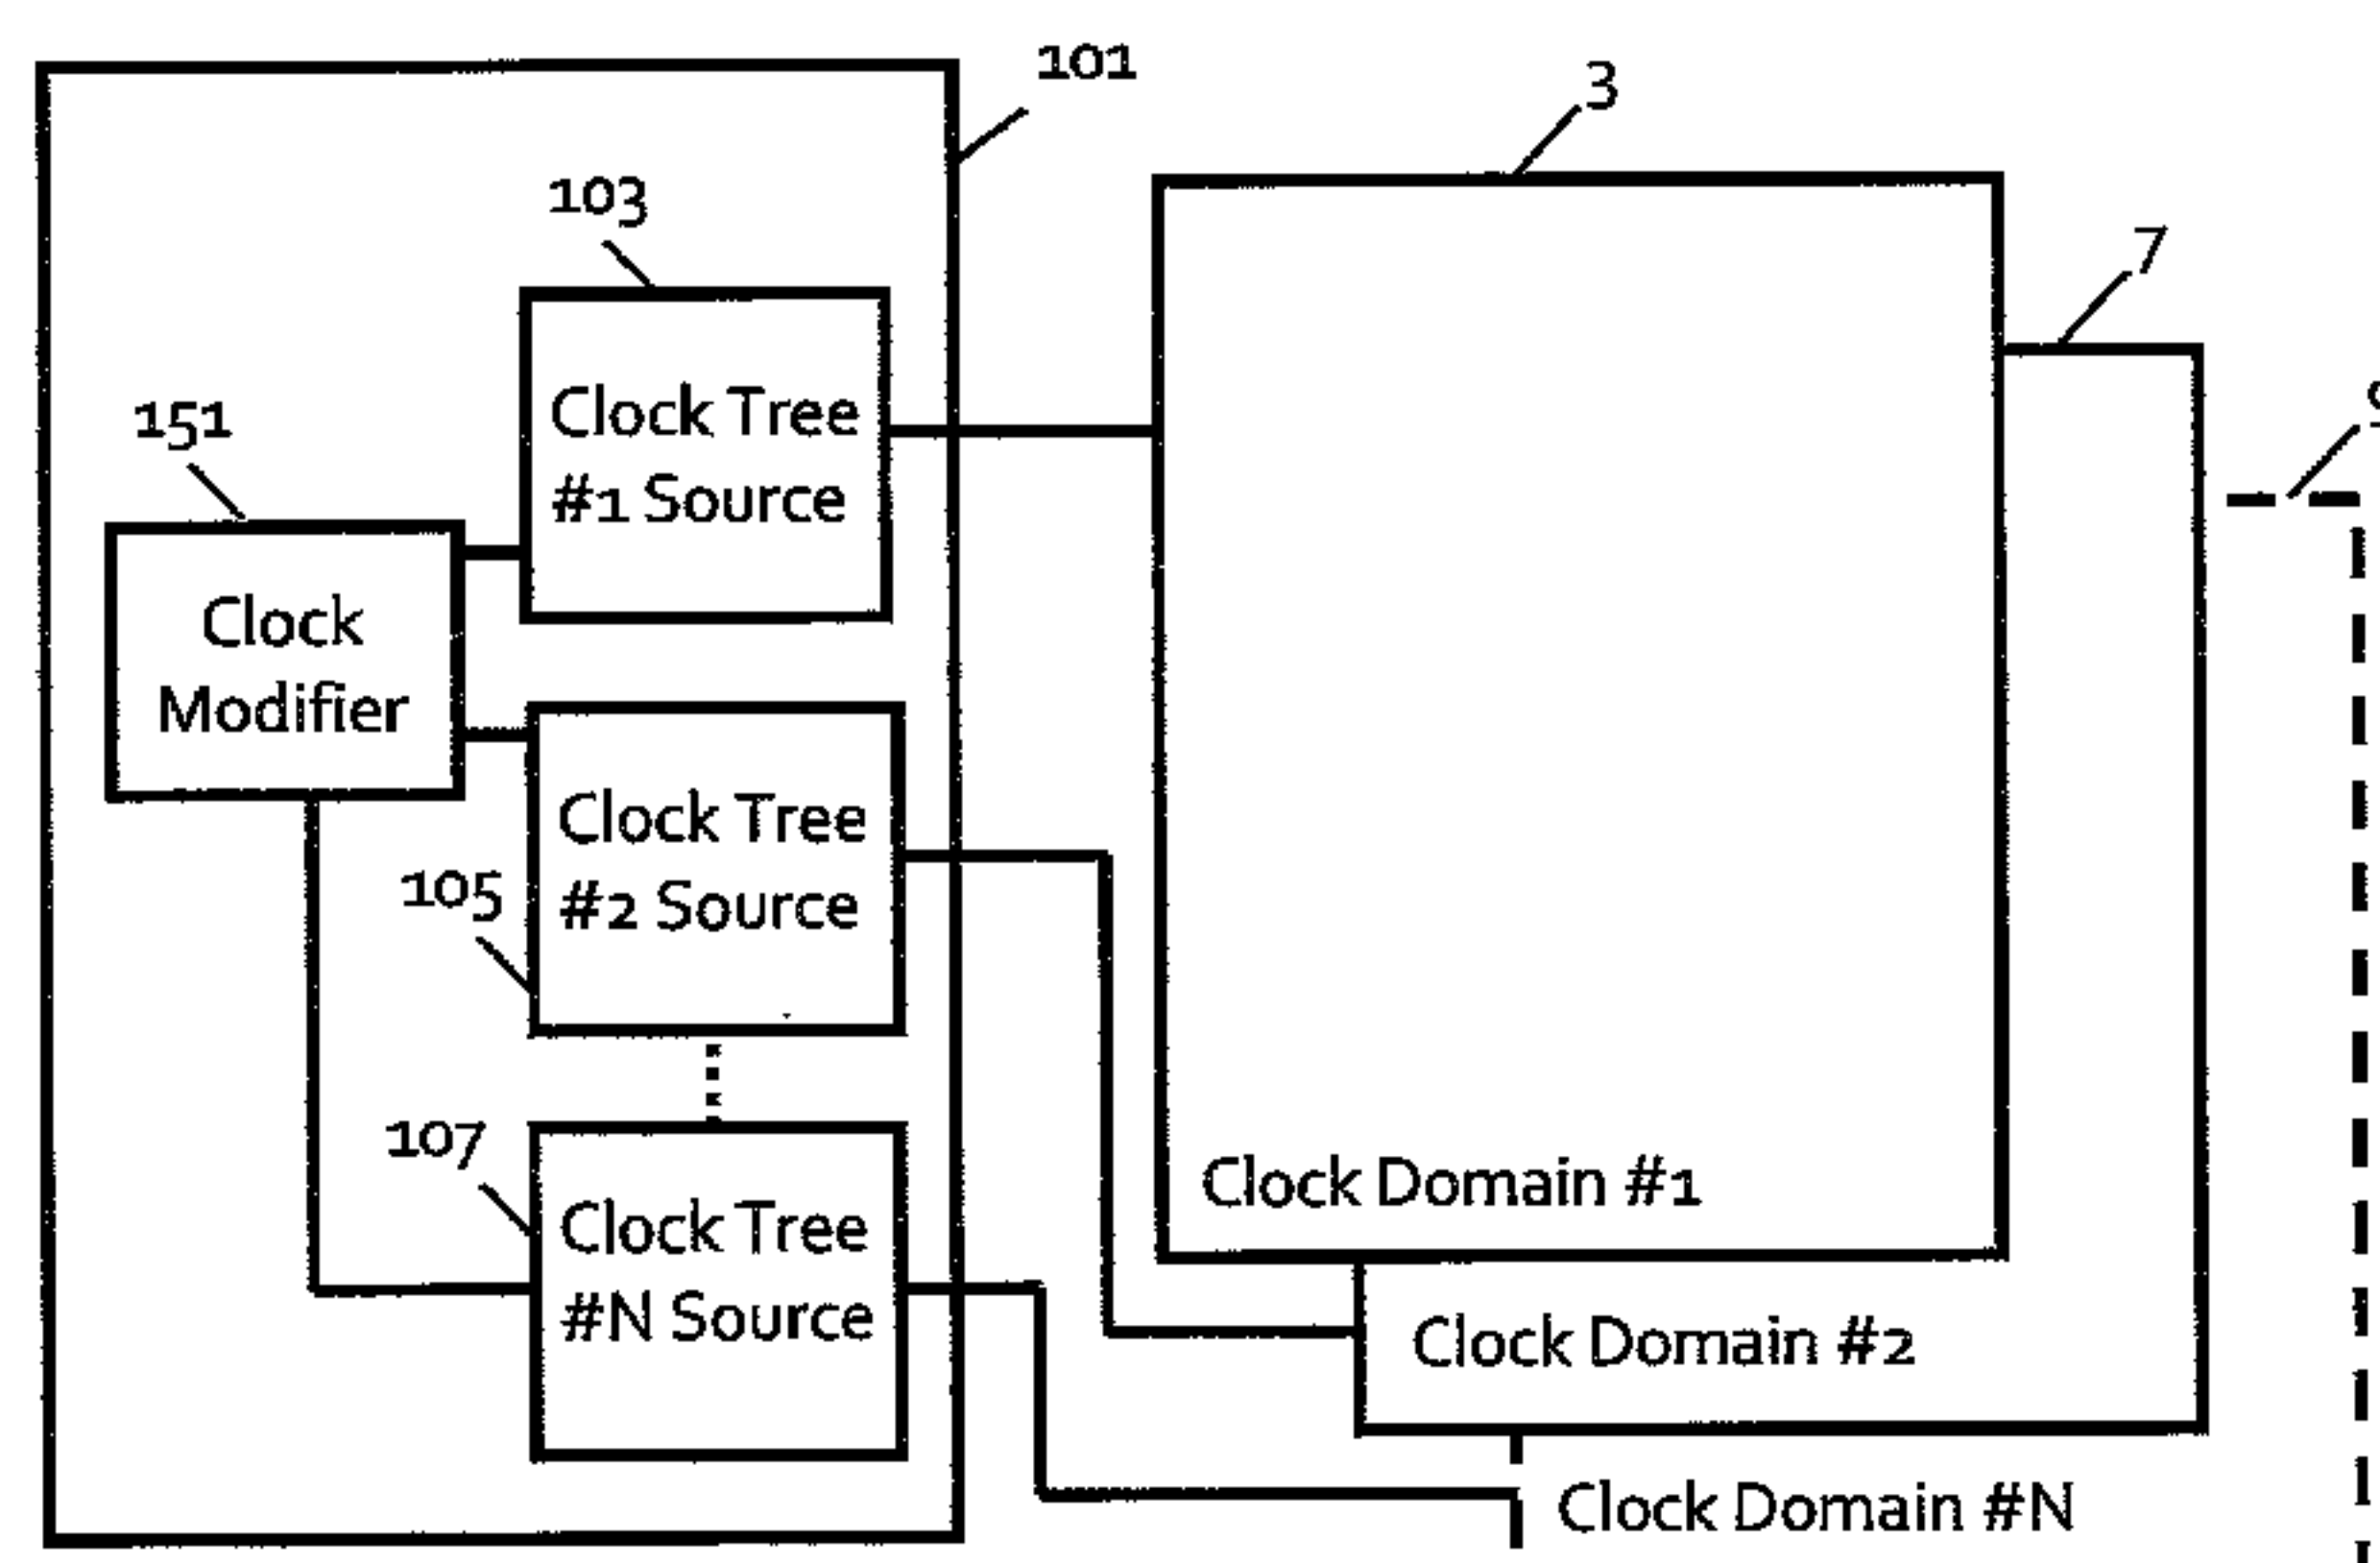 101
3
103
7
Clock Tree
#1 Source
151
Clock
Modifier
Clock Tree
#2 Source
105
107
Clock Tree
#N Source
Clock Domain #1
Clock Domain #2
Clock Domain #N